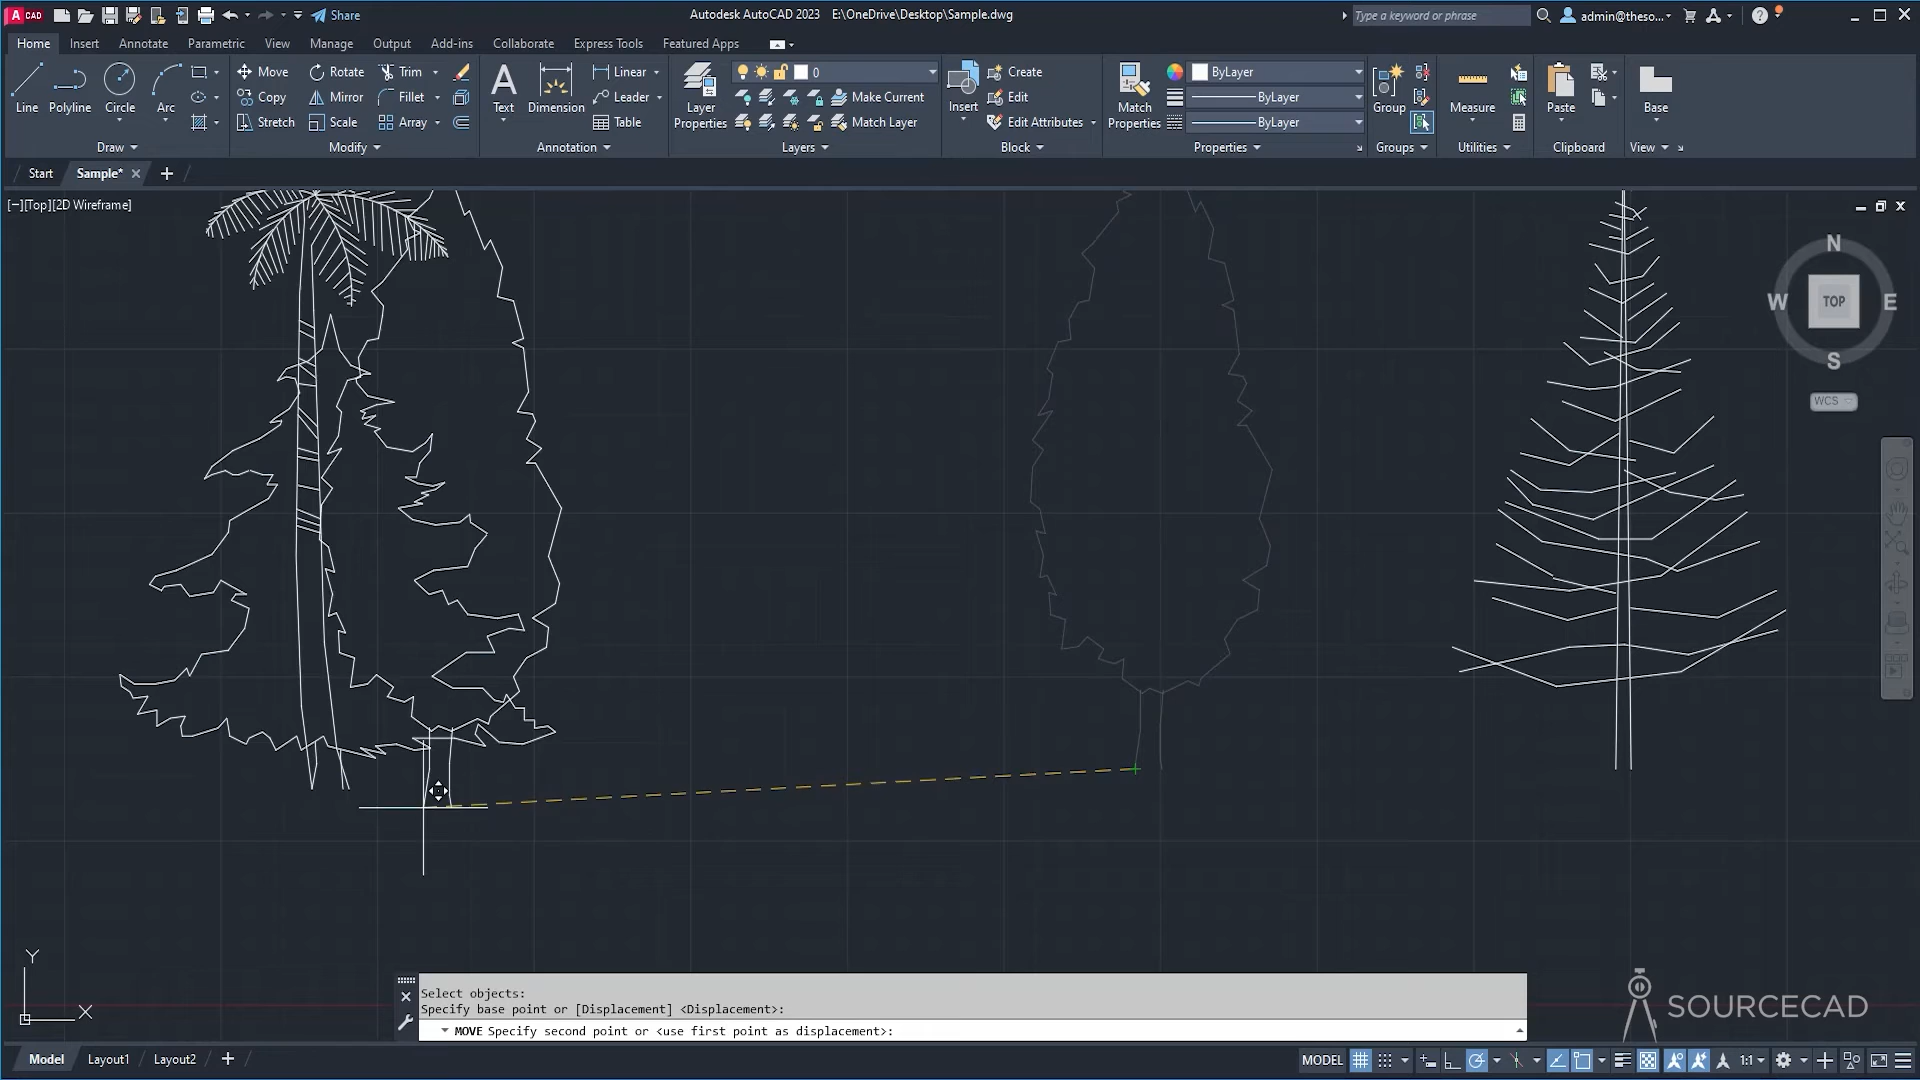 CAD
Share
Autodesk AutoCAD 2023 E:\OneDrive\Desktop\Sample.dwg
Type a keyword or phrase
admin@theso...
Home Insert Annotate Parametric View Manage Output Add-ins Collaborate Express Tools Featured Apps
Line
Polyline
Circle
Arc
Draw
Move
Rotate
Trim
Copy
Mirror
Fillet
Stretch
Scale
Array
Modify
Text
Dimension
Linear
Leader
Table
Annotation
Layer
Properties
0
Make Current
Match Layer
Layers
Insert
Create
Edit
Edit Attributes
Block
Match
Properties
ByLayer
ByLayer
ByLayer
Properties
Group
Groups
Measure
Utilities
Paste
Clipboard
Base
View
Start Sample* +
[−][Top][2D Wireframe]
N
W TOP E
S
WCS
Y
X
Select objects:
Specify base point or [Displacement] <Displacement>:
MOVE Specify second point or <use first point as displacement>:
SOURCECAD
Model Layout1 Layout2 +
MODEL
1:1